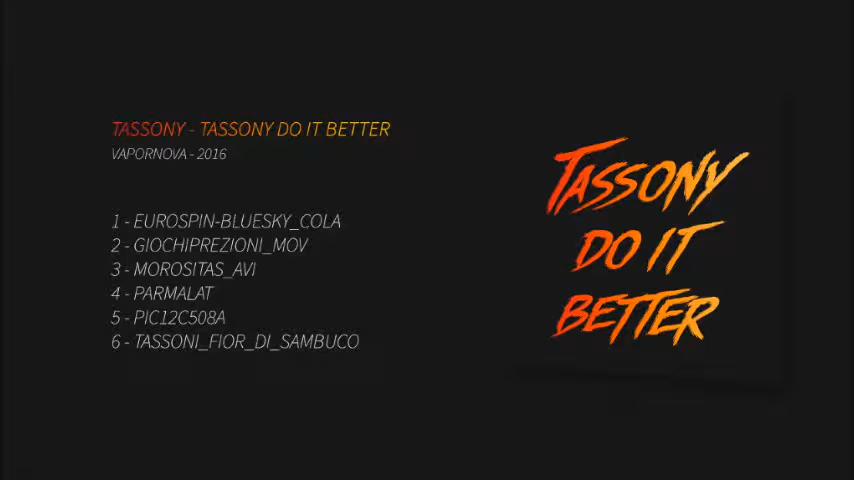 TASSONY - TASSONY DO IT BETTER
VAPORNOVA - 2016
1 - EUROSPIN-BLUESKY_COLA
2 - GIOCHIPREZIONI_MOV
3 - MOROSITAS_AVI
4 - PARMALAT
5 - PIC12C508A
6 - TASSONI_FIOR_DI_SAMBUCO
TASSONY
DO IT
BETTER